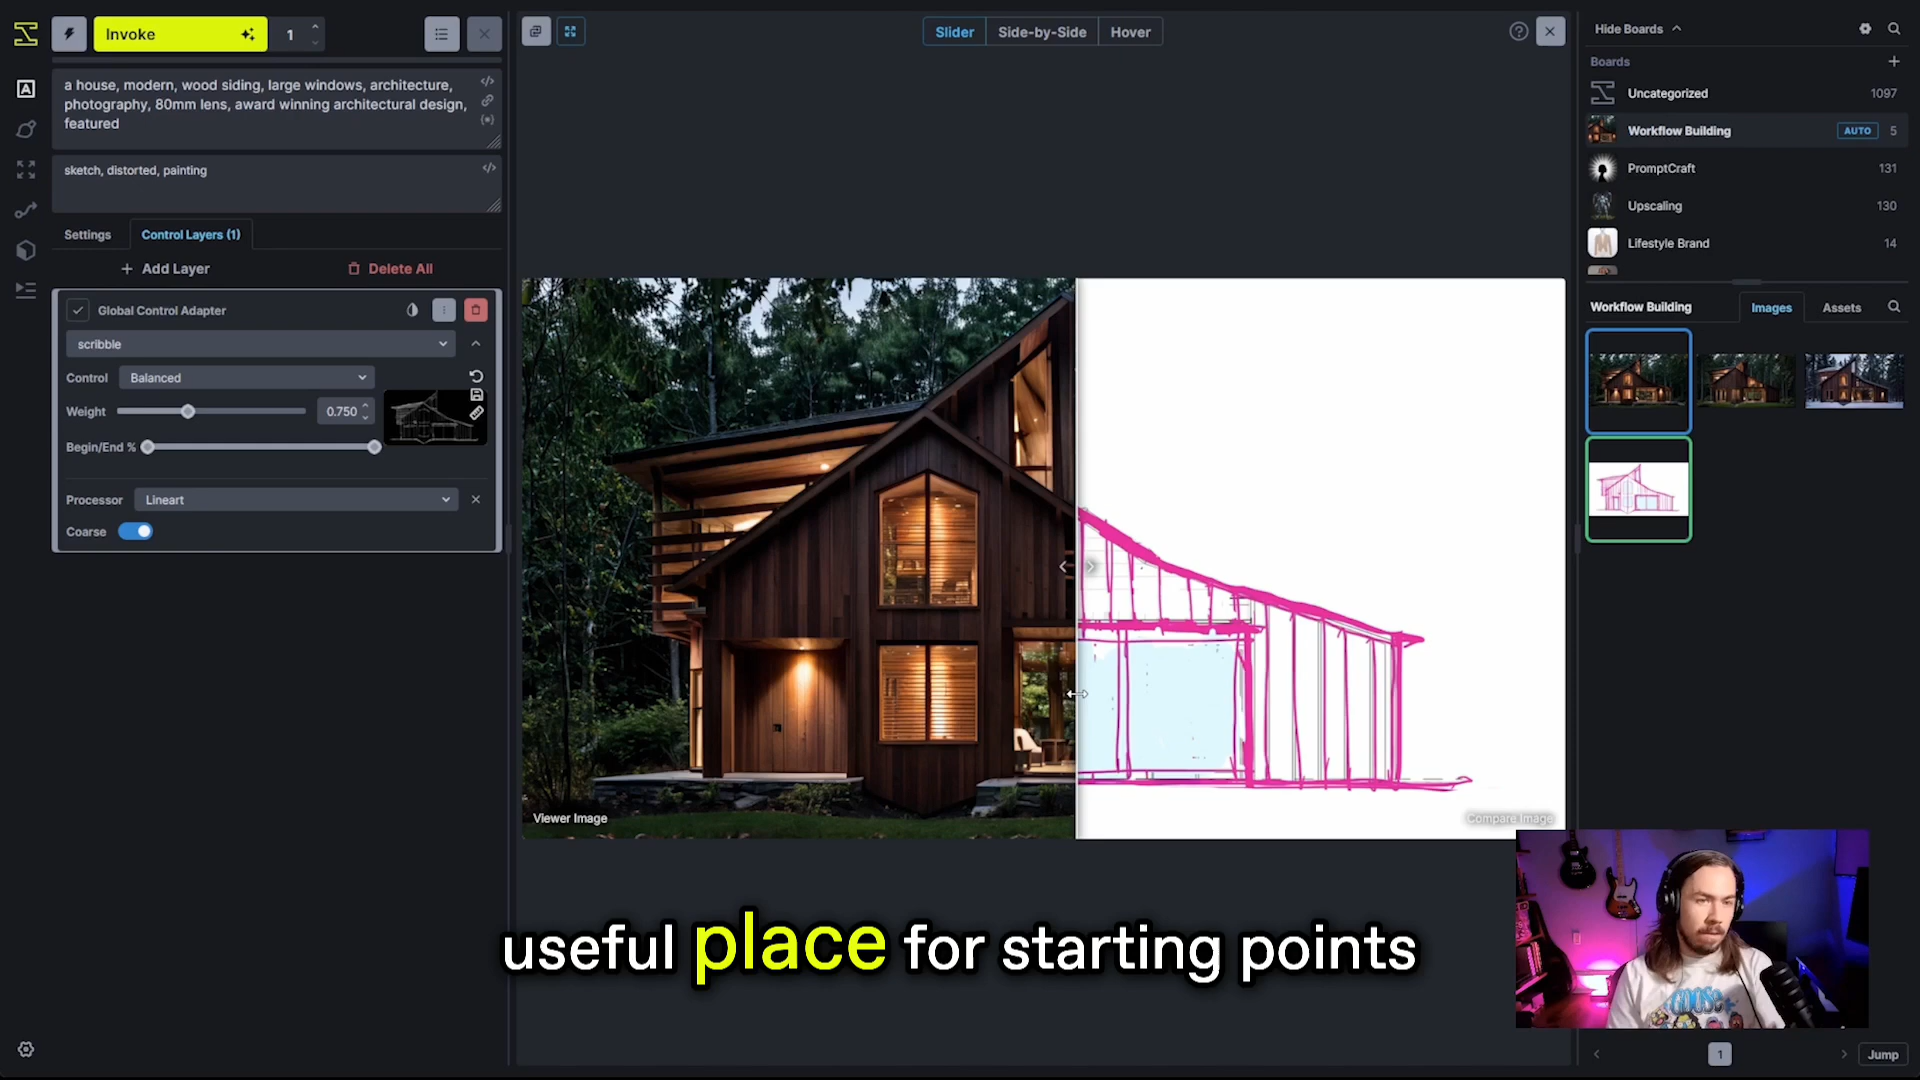 Invoke
1
a house, modern, wood siding, large windows, architecture,
photography, 80mm lens, award winning architectural design,
featured
sketch, distorted, painting
Settings
Control Layers (1)
+ Add Layer
Delete All
Global Control Adapter
scribble
Control
Balanced
Weight
0.750
Begin/End %
Processor
Lineart
Coarse
Slider
Side-by-Side
Hover
Viewer Image
Compare Image
useful place for starting points
Hide Boards
Boards
Uncategorized
1097
Workflow Building
AUTO
5
PromptCraft
131
Upscaling
130
Lifestyle Brand
14
Workflow Building
Images
Assets
1
Jump